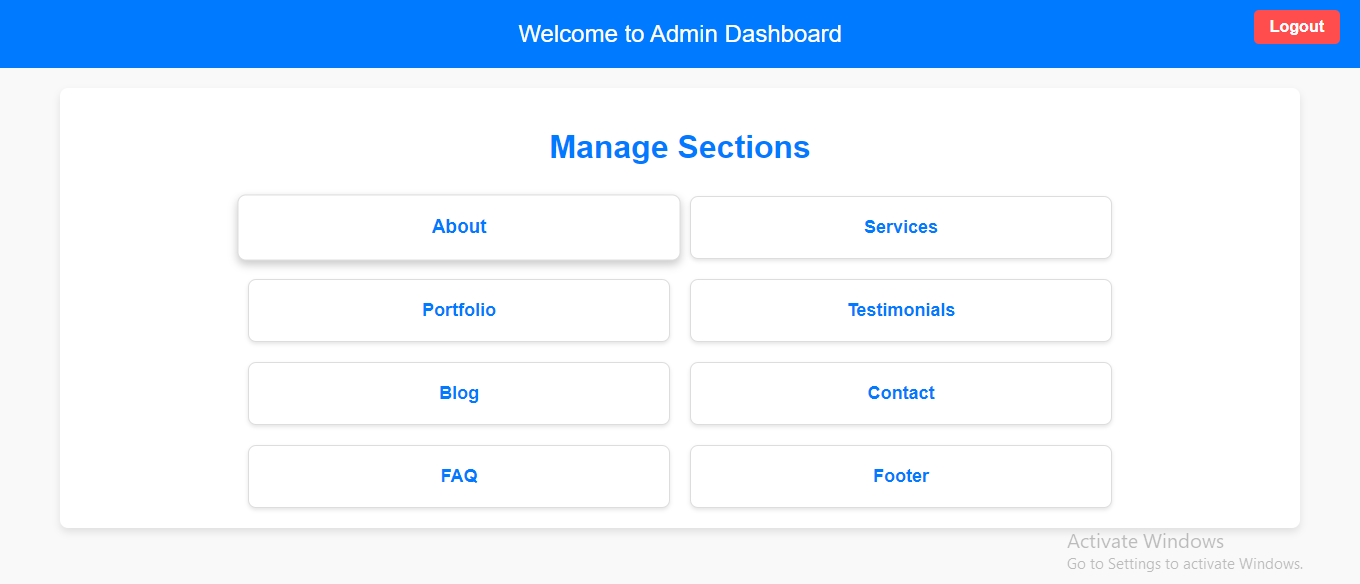 Welcome to Admin Dashboard
Logout
Manage Sections
About
Services
Portfolio
Testimonials
Blog
Contact
FAQ
Footer
Activate Windows
Go to Settings to activate Windows.